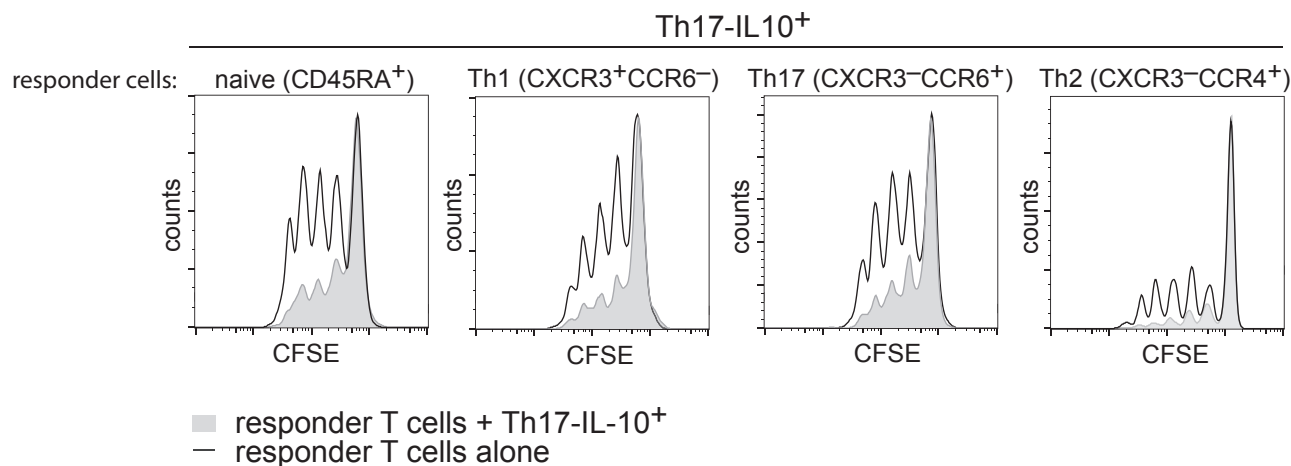 Th17-IL10⁺
responder cells: naive (CD45RA⁺) Th1 (CXCR3⁺CCR6⁻) Th17 (CXCR3⁻CCR6⁺) Th2 (CXCR3⁻CCR4⁺)
counts counts counts counts
CFSE CFSE CFSE CFSE
responder T cells + Th17-IL-10⁺
responder T cells alone